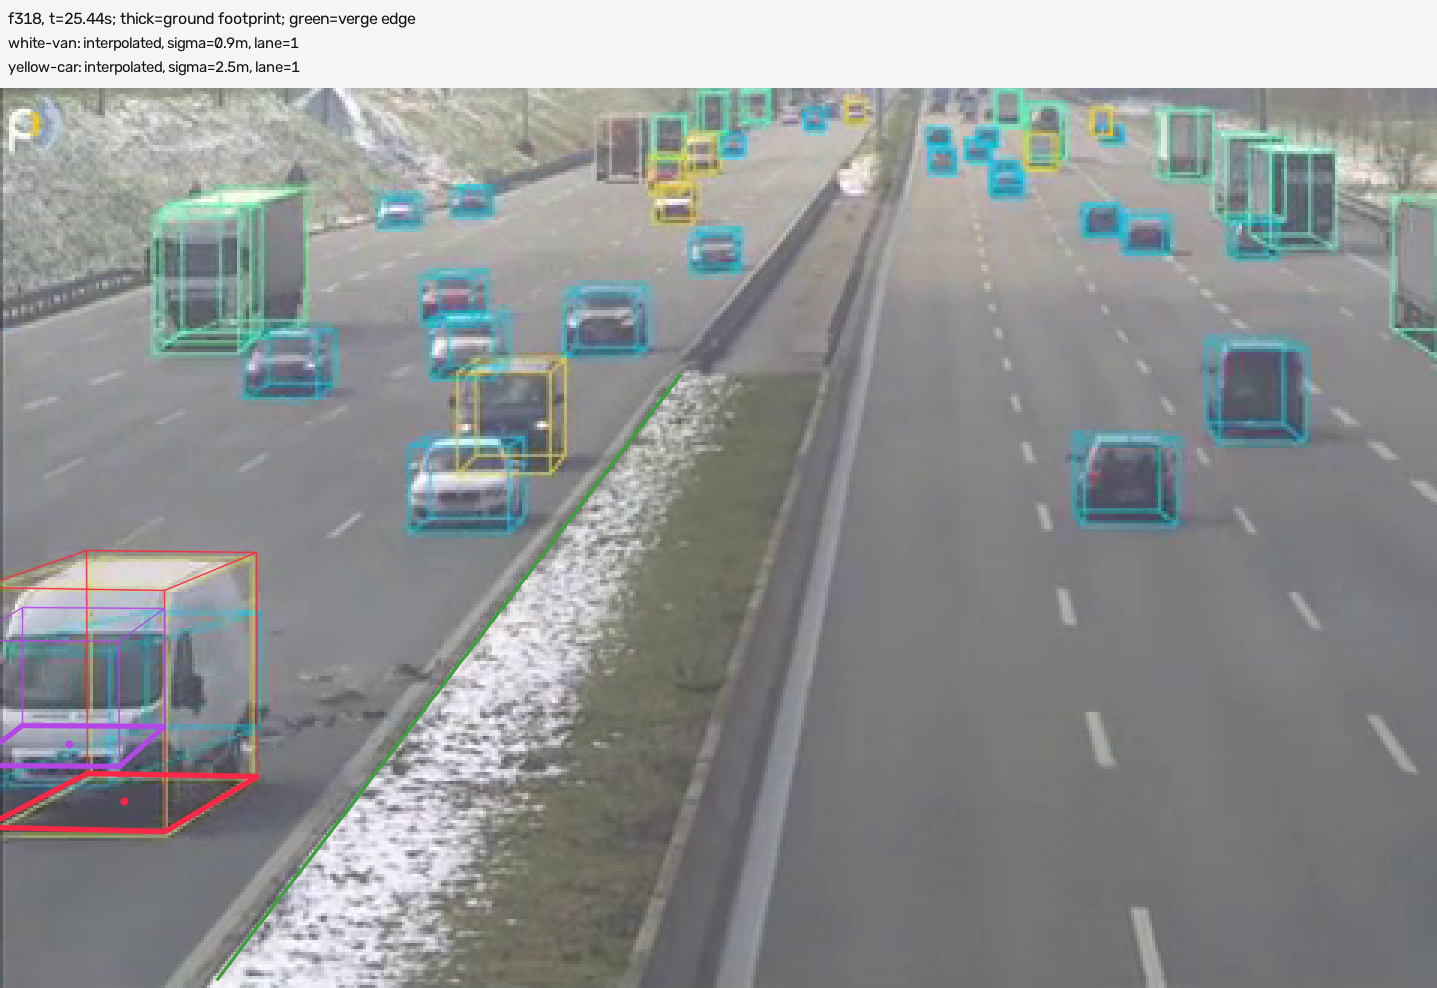 f318, t=25.44s; thick=ground footprint; green=verge edge
white-van: interpolated, sigma=0.9m, lane=1
yellow-car: interpolated, sigma=2.5m, lane=1